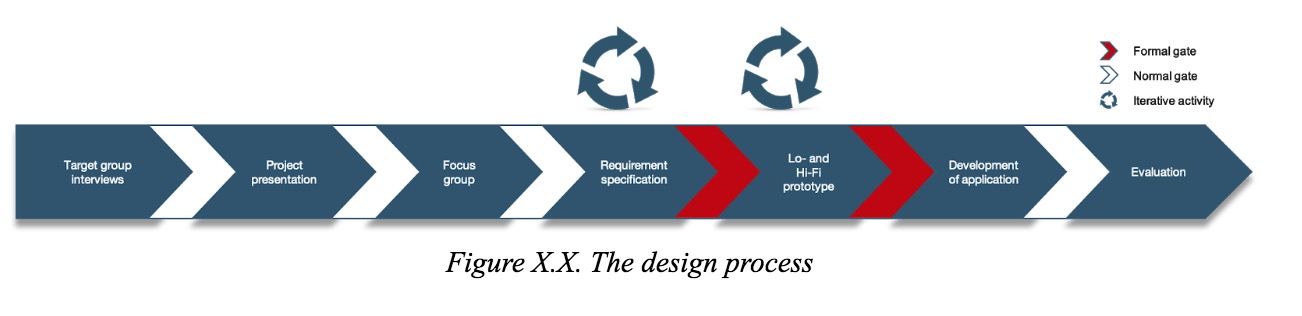 Formal gate
Normal gate
Iterative activity
Target group
interviews
Project
presentation
Focus
group
Requirement
specification
Lo- and
Hi-Fi
prototype
Development
of application
Evaluation
Figure X.X. The design process